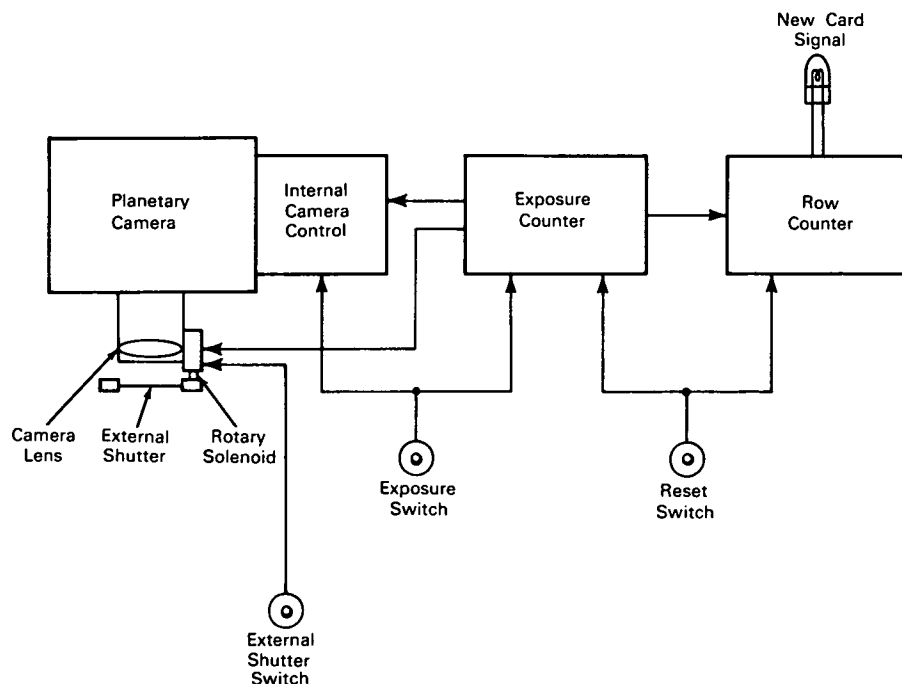 New Card
Signal
Planetary
Camera
Internal
Camera
Control
Exposure
Counter
Row
Counter
Camera
Lens
External
Shutter
Rotary
Solenoid
Exposure
Switch
Reset
Switch
External
Shutter
Switch